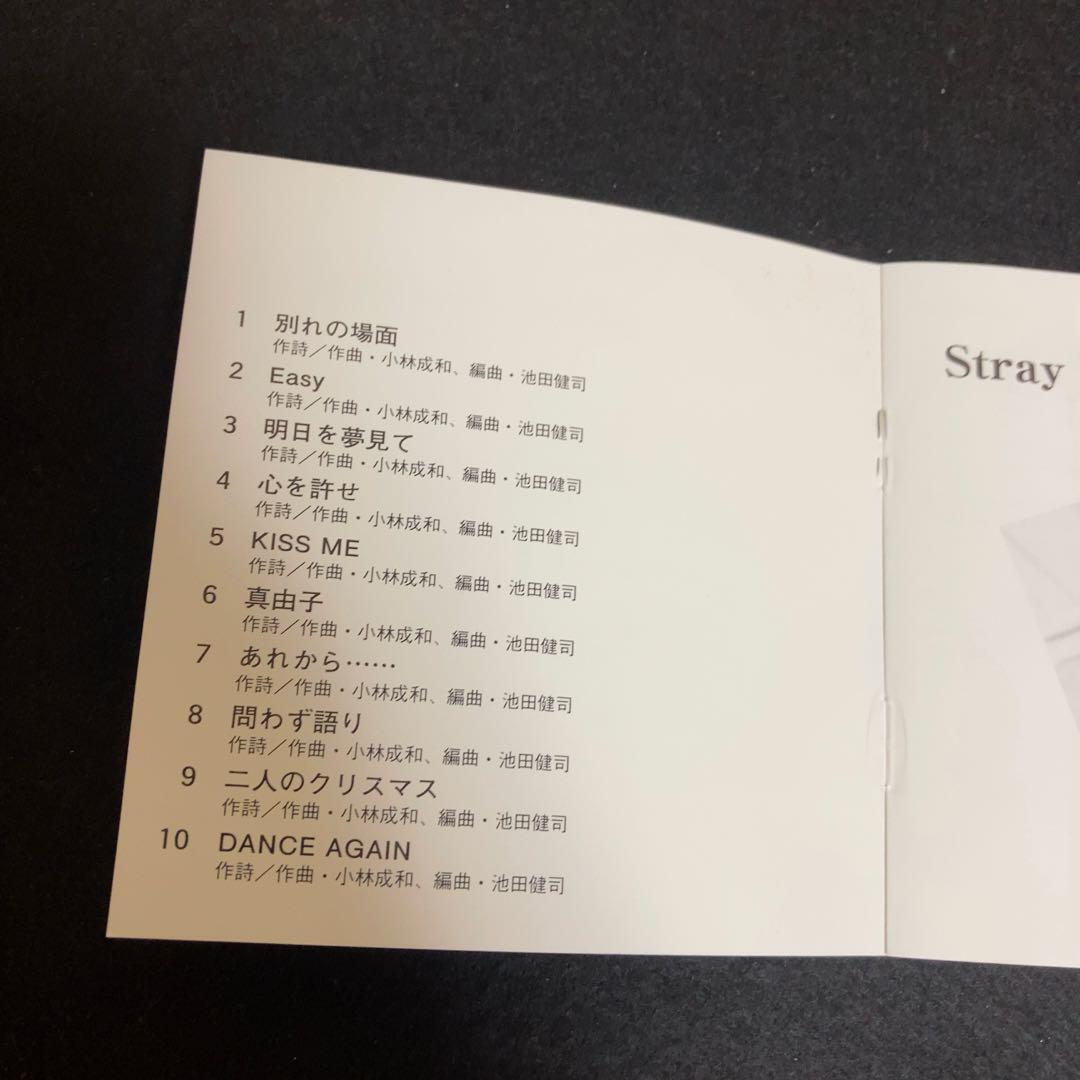 1 別れの場面
作詩／作曲・小林成和、編曲・池田健司
2 Easy
作詩／作曲・小林成和、編曲・池田健司
3 明日を夢見て
作詩／作曲・小林成和、編曲・池田健司
4 心を許せ
作詩／作曲・小林成和、編曲・池田健司
5 KISS ME
作詩／作曲・小林成和、編曲・池田健司
6 真由子
作詩／作曲・小林成和、編曲・池田健司
7 あれから……
作詩／作曲・小林成和、編曲・池田健司
8 問わず語り
作詩／作曲・小林成和、編曲・池田健司
9 二人のクリスマス
作詩／作曲・小林成和、編曲・池田健司
10 DANCE AGAIN
作詩／作曲・小林成和、編曲・池田健司
Stray